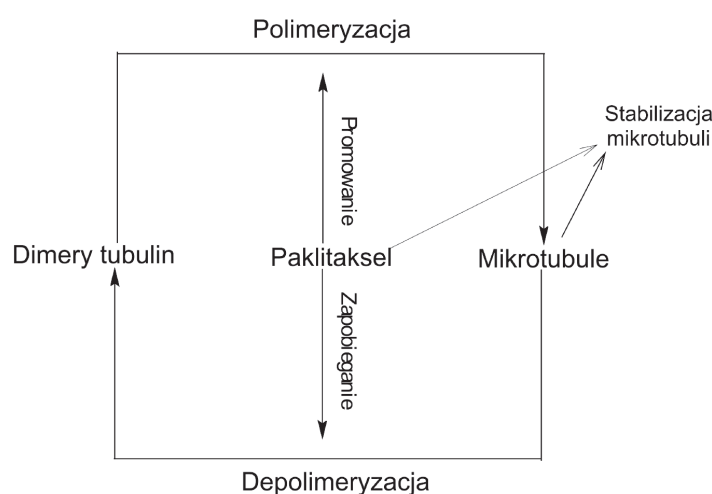 Polimeryzacja
Stabilizacja
mikrotubuli
Promowanie
Dimery tubulin
Paklitaksel
Mikrotubule
Zapobieganie
Depolimeryzacja